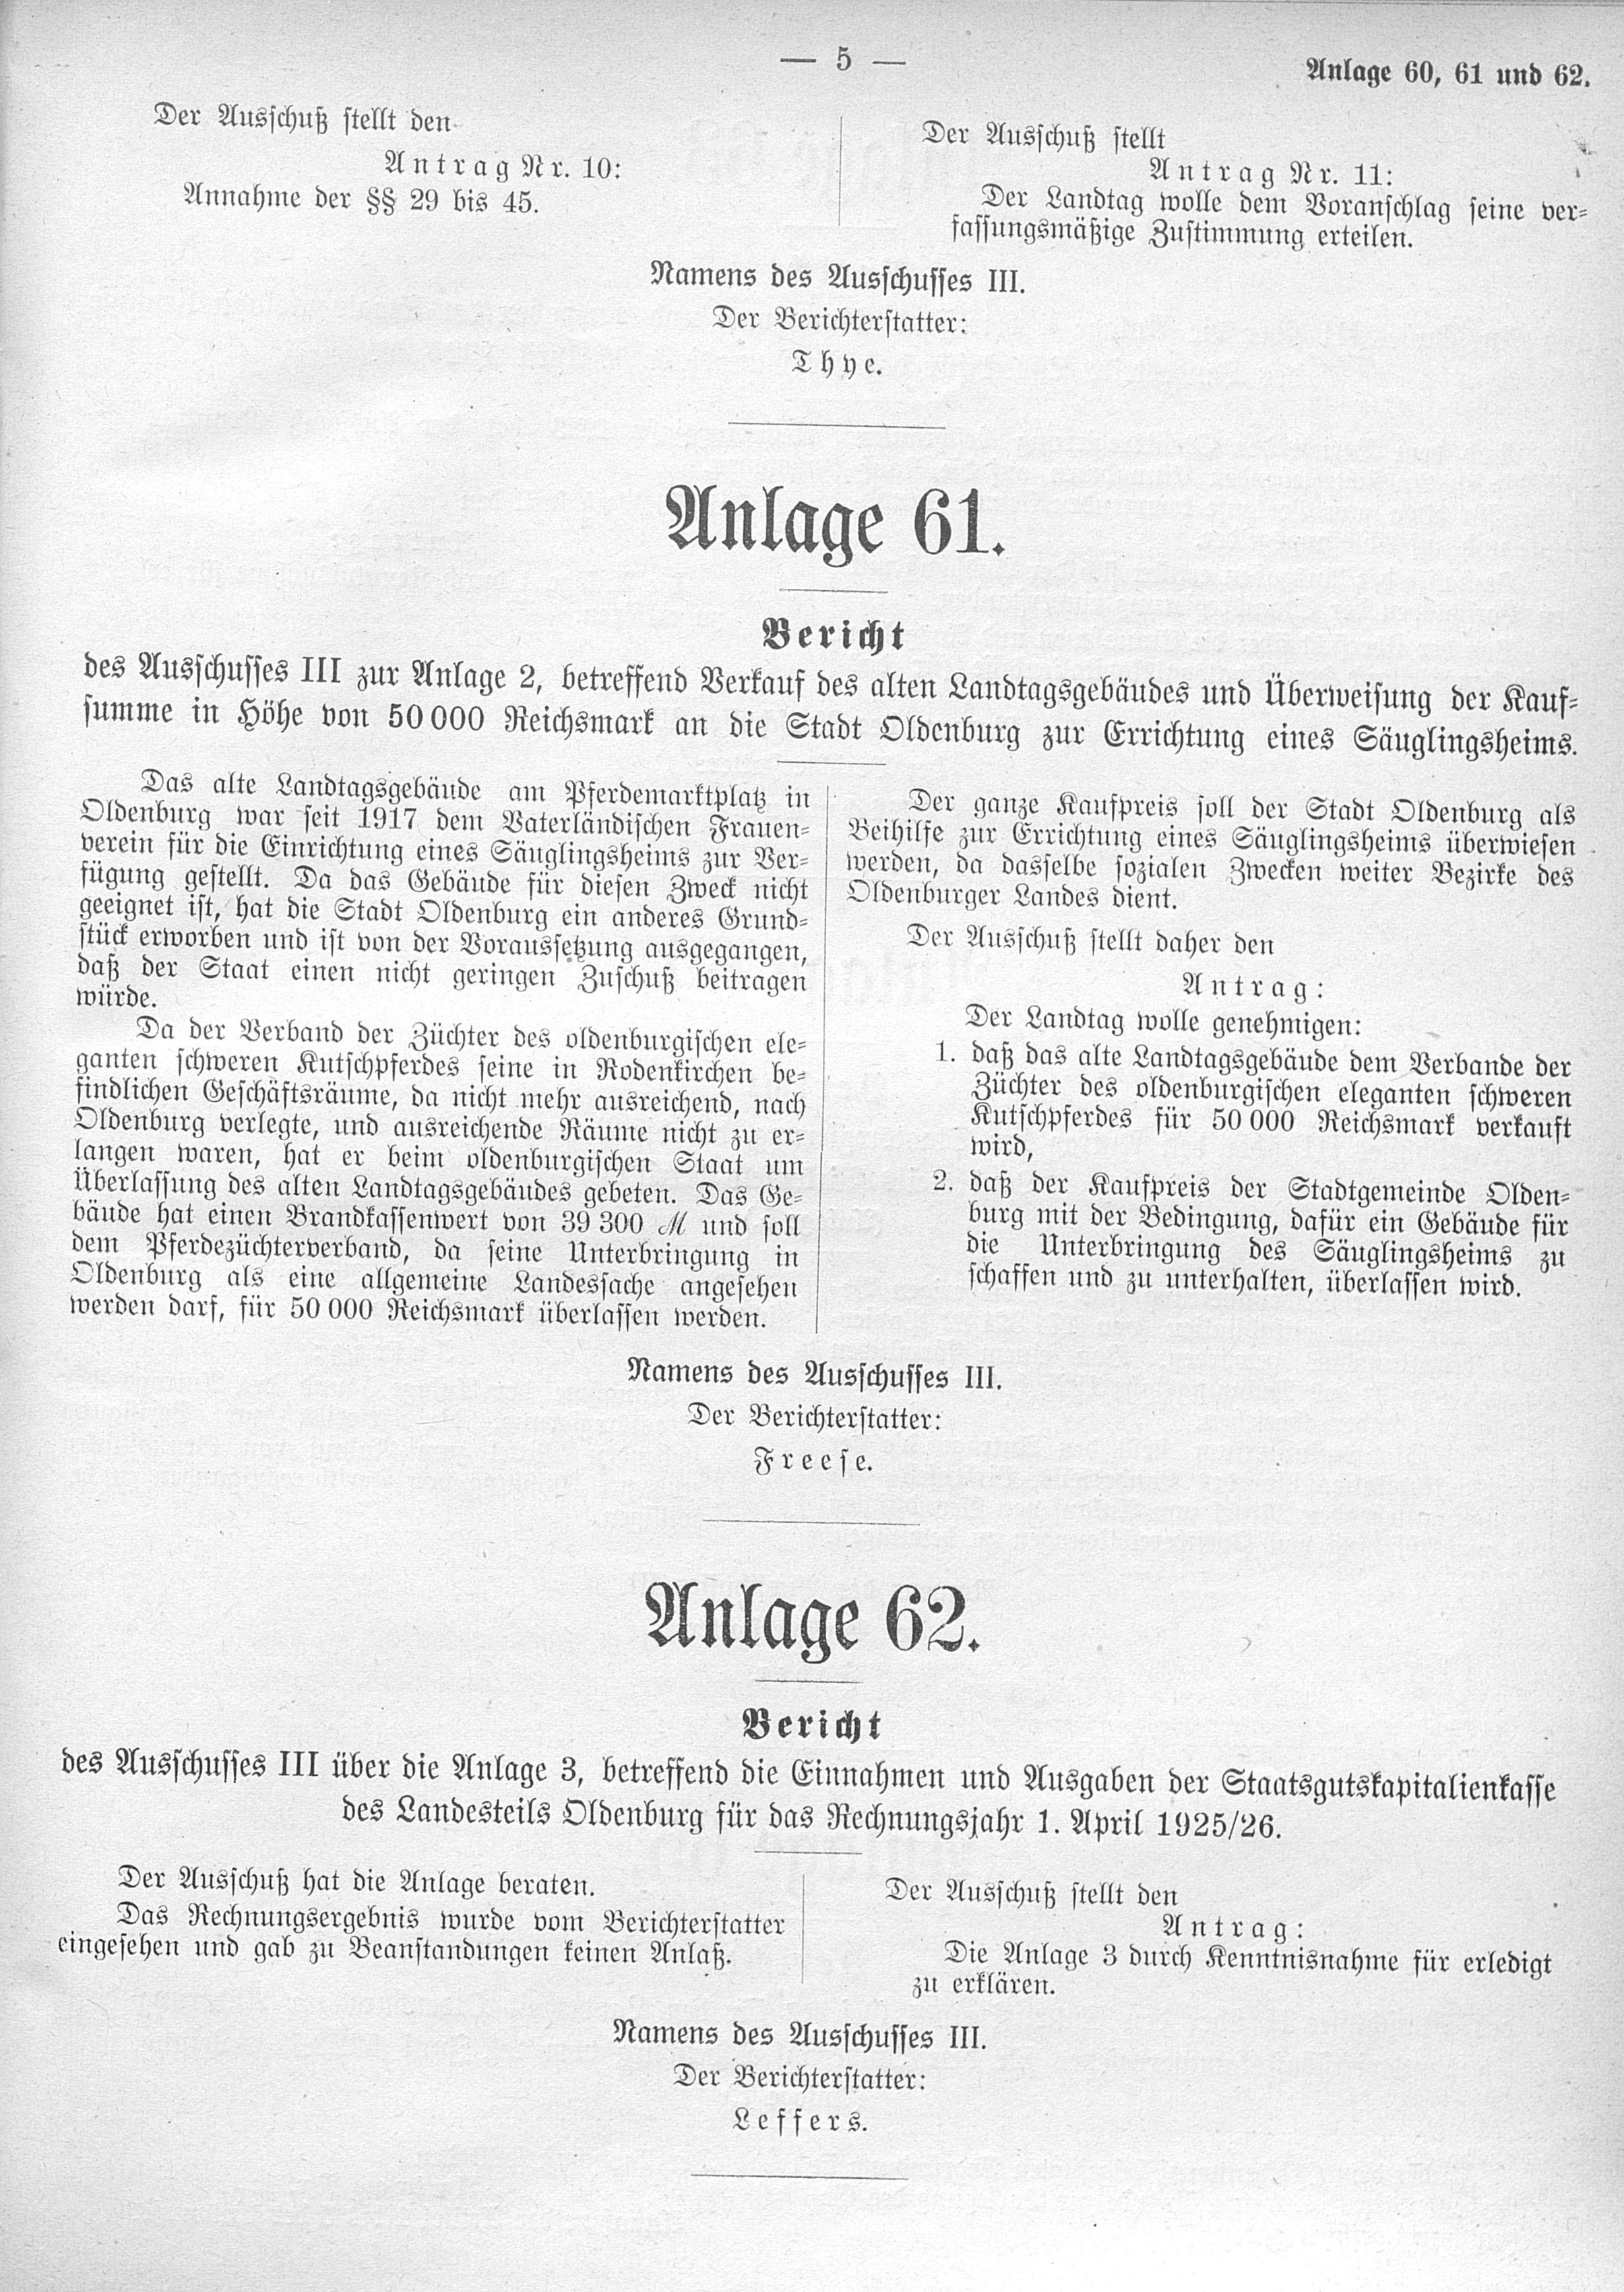 — 5 —
Anlage 60, 61 und 62.
Der Ausschuß stellt den
Antrag Nr. 10:
Annahme der §§ 29 bis 45.
Der Ausschuß stellt
Antrag Nr. 11:
Der Landtag wolle dem Voranschlag seine ver-
fassungsmäßige Zustimmung erteilen.
Namens des Ausschusses III.
Der Berichterstatter:
Thye.
Anlage 61.
Bericht
des Ausschusses III zur Anlage 2, betreffend Verkauf des alten Landtagsgebäudes und Überweisung der Kauf-
summe in Höhe von 50 000 Reichsmark an die Stadt Oldenburg zur Errichtung eines Säuglingsheims.
Das alte Landtagsgebäude am Pferdemarktplatz in
Oldenburg war seit 1917 dem Vaterländischen Frauen-
verein für die Einrichtung eines Säuglingsheims zur Ver-
fügung gestellt. Da das Gebäude für diesen Zweck nicht
geeignet ist, hat die Stadt Oldenburg ein anderes Grund-
stück erworben und ist von der Voraussetzung ausgegangen,
daß der Staat einen nicht geringen Zuschuß beitragen
würde.
Da der Verband der Züchter des oldenburgischen ele-
ganten schweren Kutschpferdes seine in Rodenkirchen be-
findlichen Geschäftsräume, da nicht mehr ausreichend, nach
Oldenburg verlegte, und ausreichende Räume nicht zu er-
langen waren, hat er beim oldenburgischen Staat um
Überlassung des alten Landtagsgebäudes gebeten. Das Ge-
bäude hat einen Brandkassenwert von 39 300 ℳ und soll
dem Pferdezüchterverband, da seine Unterbringung in
Oldenburg als eine allgemeine Landessache angesehen
werden darf, für 50 000 Reichsmark überlassen werden.
Der ganze Kaufpreis soll der Stadt Oldenburg als
Beihilfe zur Errichtung eines Säuglingsheims überwiesen
werden, da dasselbe sozialen Zwecken weiter Bezirke des
Oldenburger Landes dient.
Der Ausschuß stellt daher den
Antrag:
Der Landtag wolle genehmigen:
1. daß das alte Landtagsgebäude dem Verbande der
Züchter des oldenburgischen eleganten schweren
Kutschpferdes für 50 000 Reichsmark verkauft
wird,
2. daß der Kaufpreis der Stadtgemeinde Olden-
burg mit der Bedingung, dafür ein Gebäude für
die Unterbringung des Säuglingsheims zu
schaffen und zu unterhalten, überlassen wird.
Namens des Ausschusses III.
Der Berichterstatter:
Freese.
Anlage 62.
Bericht
des Ausschusses III über die Anlage 3, betreffend die Einnahmen und Ausgaben der Staatsgutskapitalienkasse
des Landesteils Oldenburg für das Rechnungsjahr 1. April 1925/26.
Der Ausschuß hat die Anlage beraten.
Das Rechnungsergebnis wurde vom Berichterstatter
eingesehen und gab zu Beanstandungen keinen Anlaß.
Der Ausschuß stellt den
Antrag:
Die Anlage 3 durch Kenntnisnahme für erledigt
zu erklären.
Namens des Ausschusses III.
Der Berichterstatter:
Leffers.